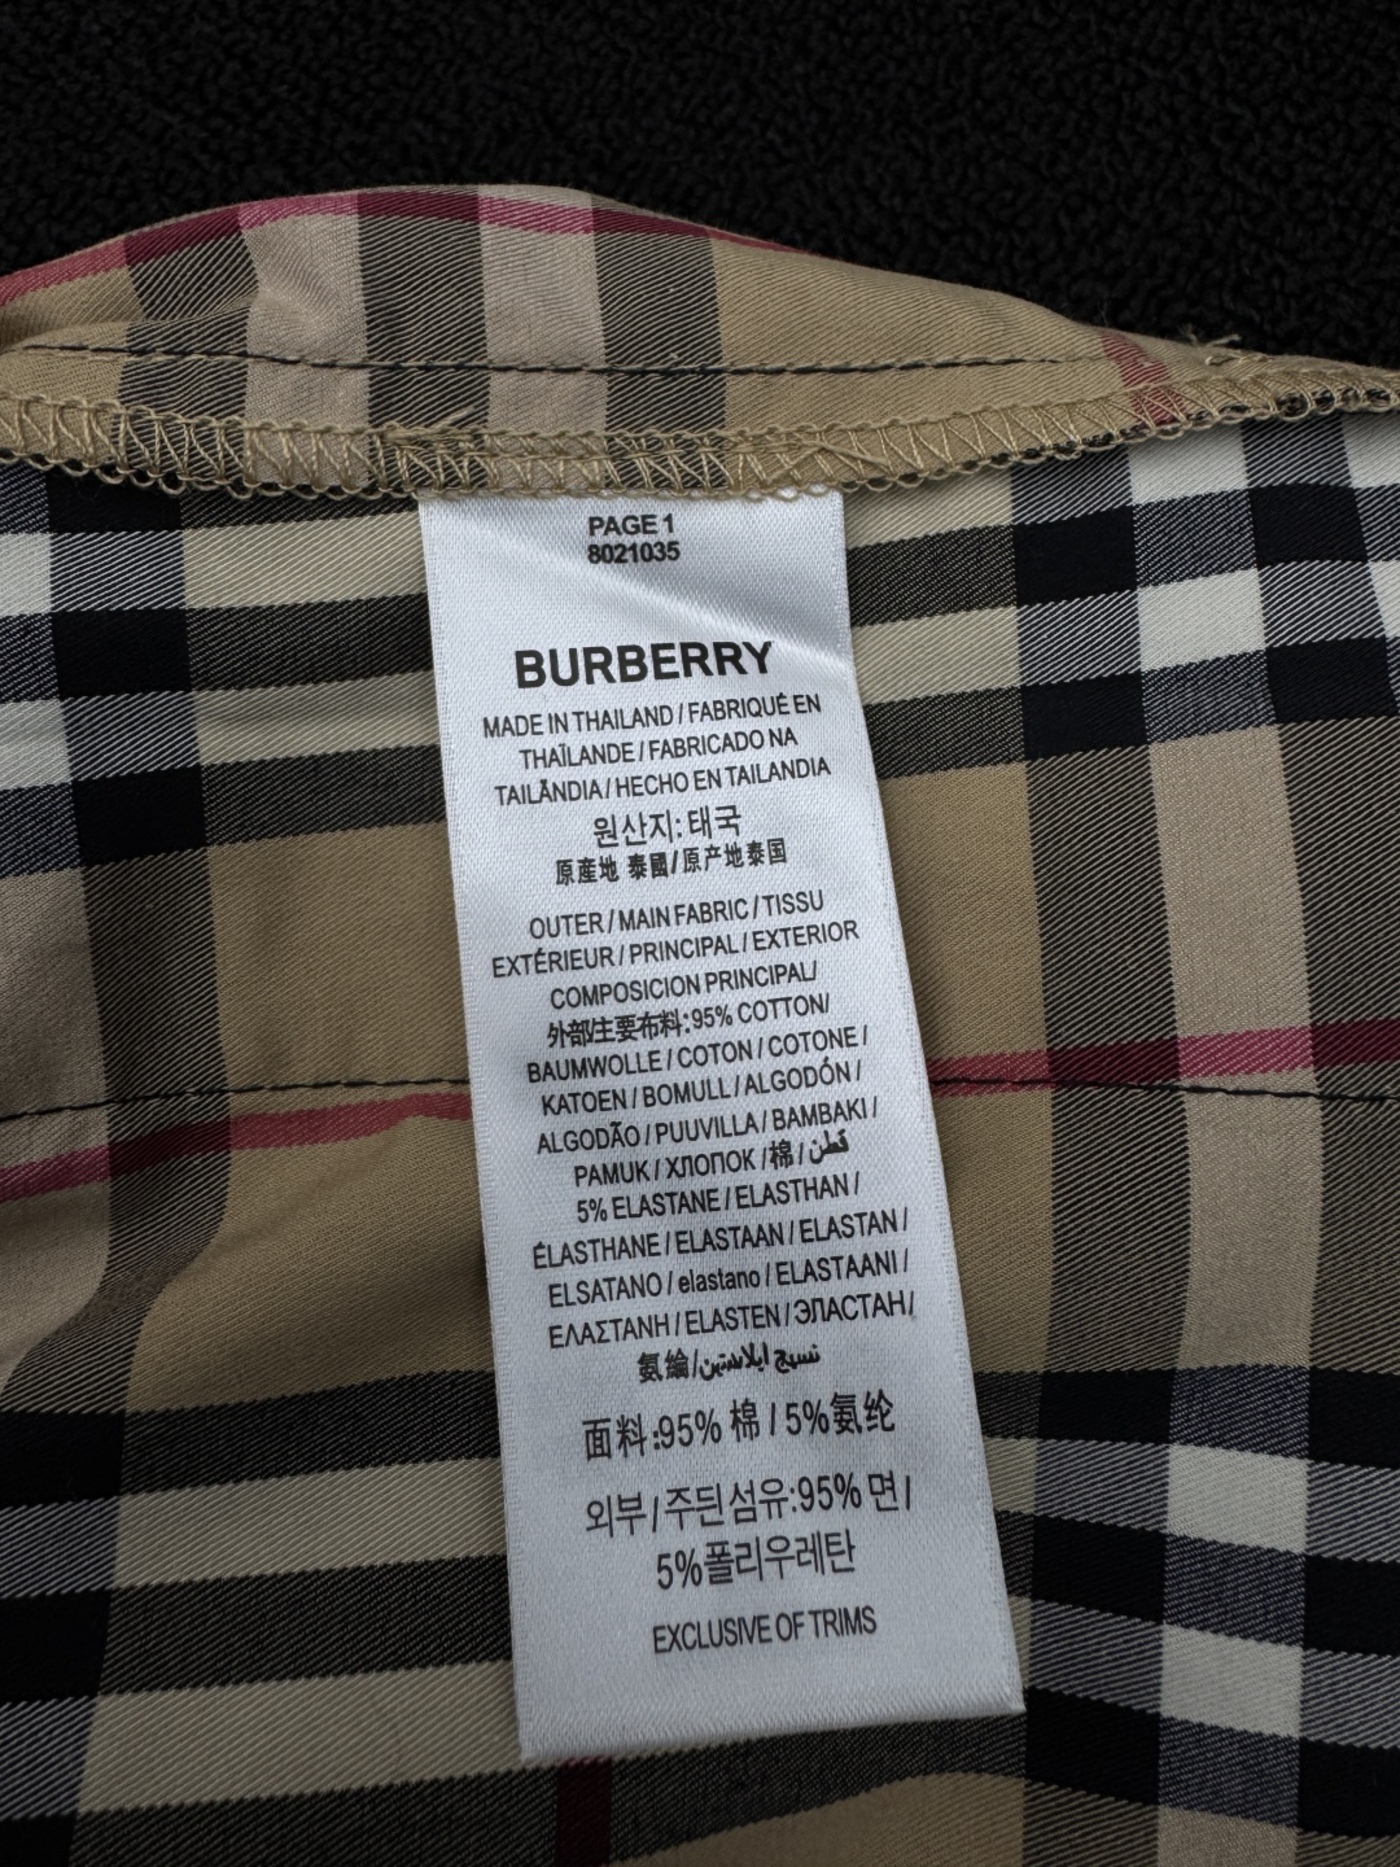 PAGE 1
8021035
BURBERRY
MADE IN THAILAND / FABRIQUÉ EN
THAÏLANDE / FABRICADO NA
TAILÃNDIA / HECHO EN TAILANDIA
원산지: 태국
原產地 泰國/原产地泰国
OUTER / MAIN FABRIC / TISSU
EXTÉRIEUR / PRINCIPAL / EXTERIOR
COMPOSICION PRINCIPAL/
外部/主要布料:95% COTTON/
BAUMWOLLE / COTON / COTONE /
KATOEN / BOMULL / ALGODÓN /
ALGODÃO / PUUVILLA / BAMBAKI /
PAMUK / ХЛОПОК /棉 / قطن
5% ELASTANE / ELASTHAN /
ÉLASTHANE / ELASTAAN / ELASTAN /
ELSATANO / elastano / ELASTAANI /
ΕΛΑΣΤΑΝΗ / ELASTEN / ЭЛАСТАН/
氨綸/نسيج ايلاستين
面料:95% 棉 / 5%氨纶
외부 / 주된 섬유:95% 면 /
5%폴리우레탄
EXCLUSIVE OF TRIMS